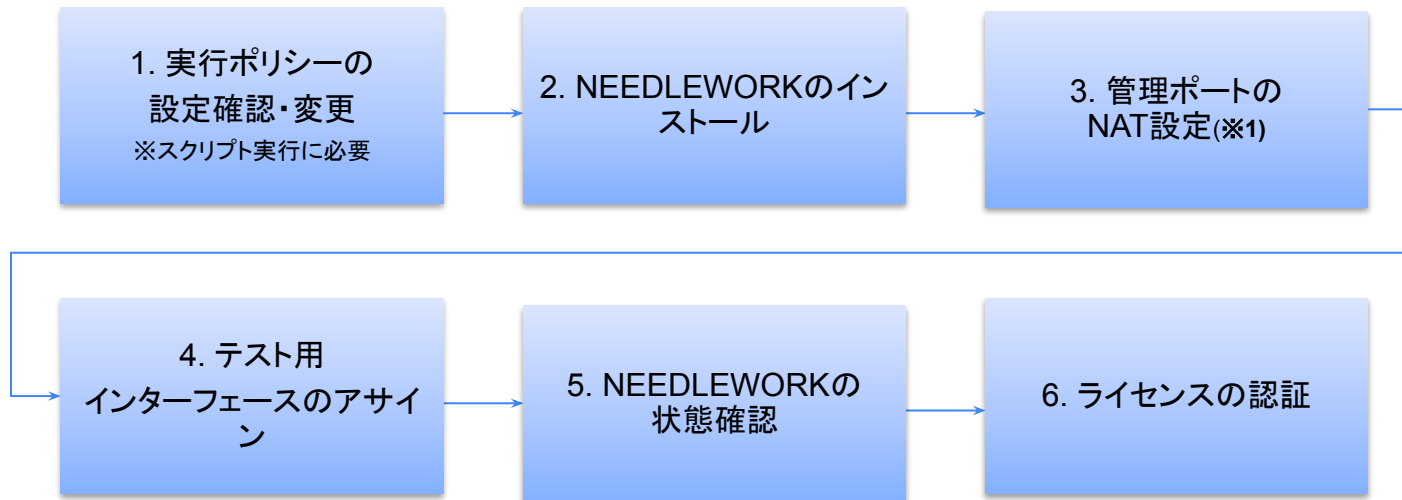 1. 実行ポリシーの
設定確認・変更
※スクリプト実行に必要
2. NEEDLEWORKのイン
ストール
3. 管理ポートの
NAT設定(※1)
4. テスト用
インターフェースのアサイ
ン
5. NEEDLEWORKの
状態確認
6. ライセンスの認証